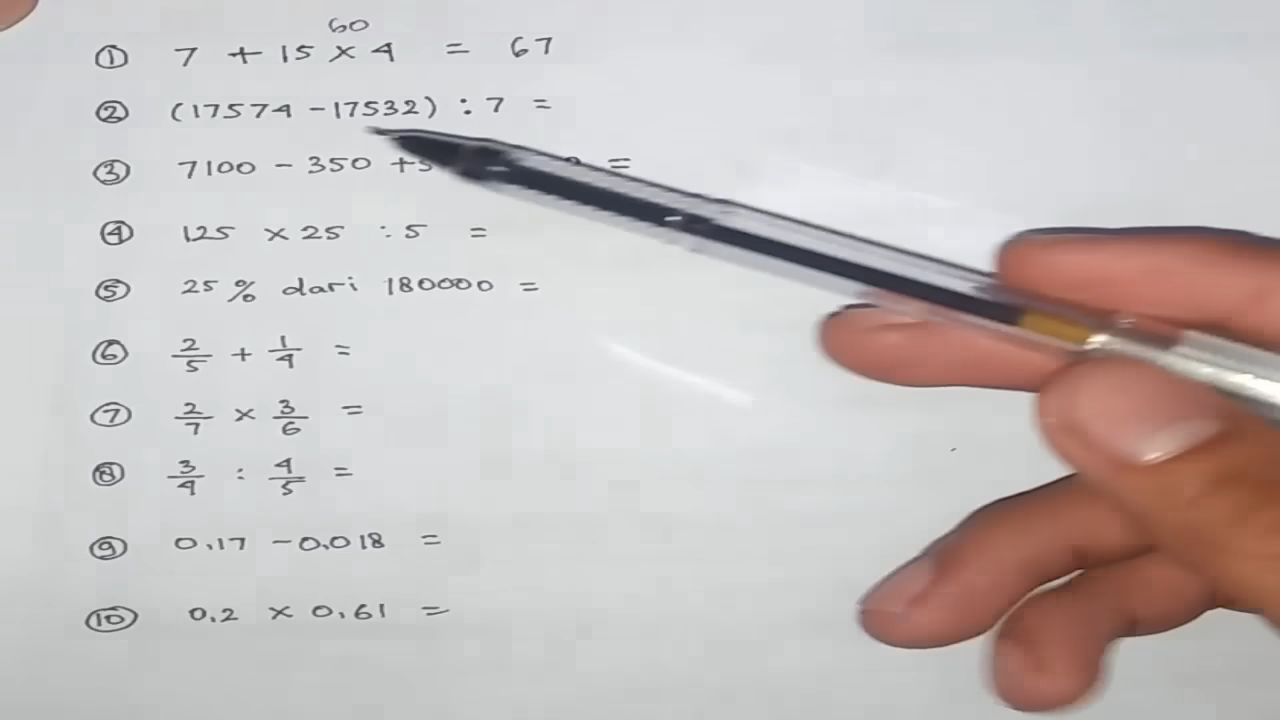 60
① 7 + 15 × 4 = 67
② (17574 - 17532) : 7 =
③ 7100 - 350 + =
④ 125 × 25 : 5 =
⑤ 25 % dari 180000 =
⑥ 2/5 + 1/4 =
⑦ 2/7 × 3/6 =
⑧ 3/4 : 4/5 =
⑨ 0,17 - 0,018 =
⑩ 0,2 × 0,61 =